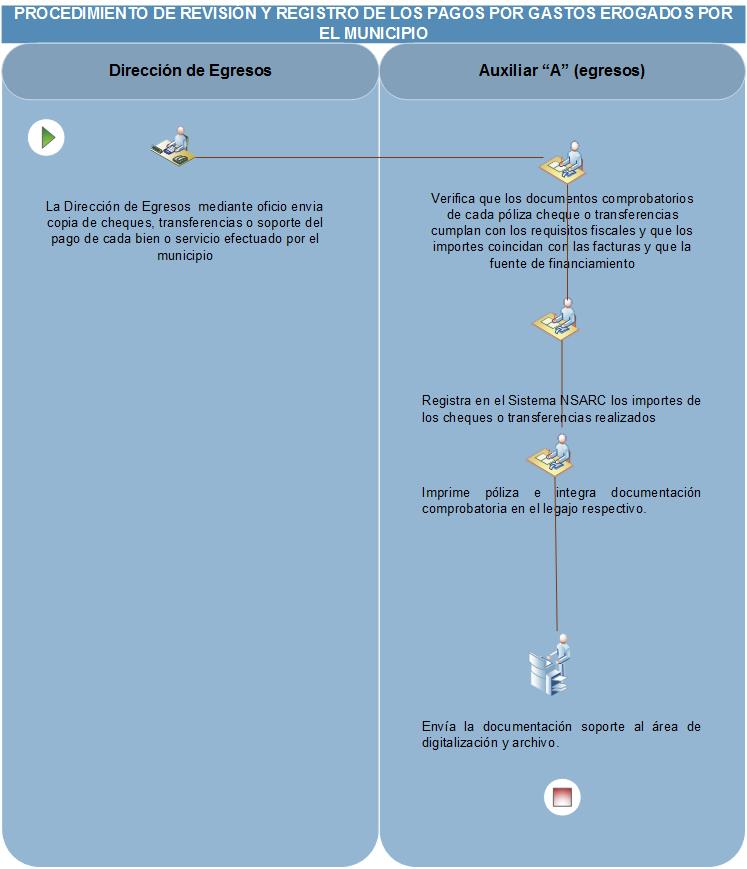 PROCEDIMIENTO DE REVISIÓN Y REGISTRO DE LOS PAGOS POR GASTOS EROGADOS POR
EL MUNICIPIO
Dirección de Egresos
Auxiliar “A” (egresos)
La Dirección de Egresos mediante oficio envia
copia de cheques, transferencias o soporte del
pago de cada bien o servicio efectuado por el
municipio
Verifica que los documentos comprobatorios
de cada póliza cheque o transferencias
cumplan con los requisitos fiscales y que los
importes coincidan con las facturas y que la
fuente de financiamiento
Registra en el Sistema NSARC los importes de
los cheques o transferencias realizados
Imprime póliza e integra documentación
comprobatoria en el legajo respectivo.
Envía la documentación soporte al área de
digitalización y archivo.